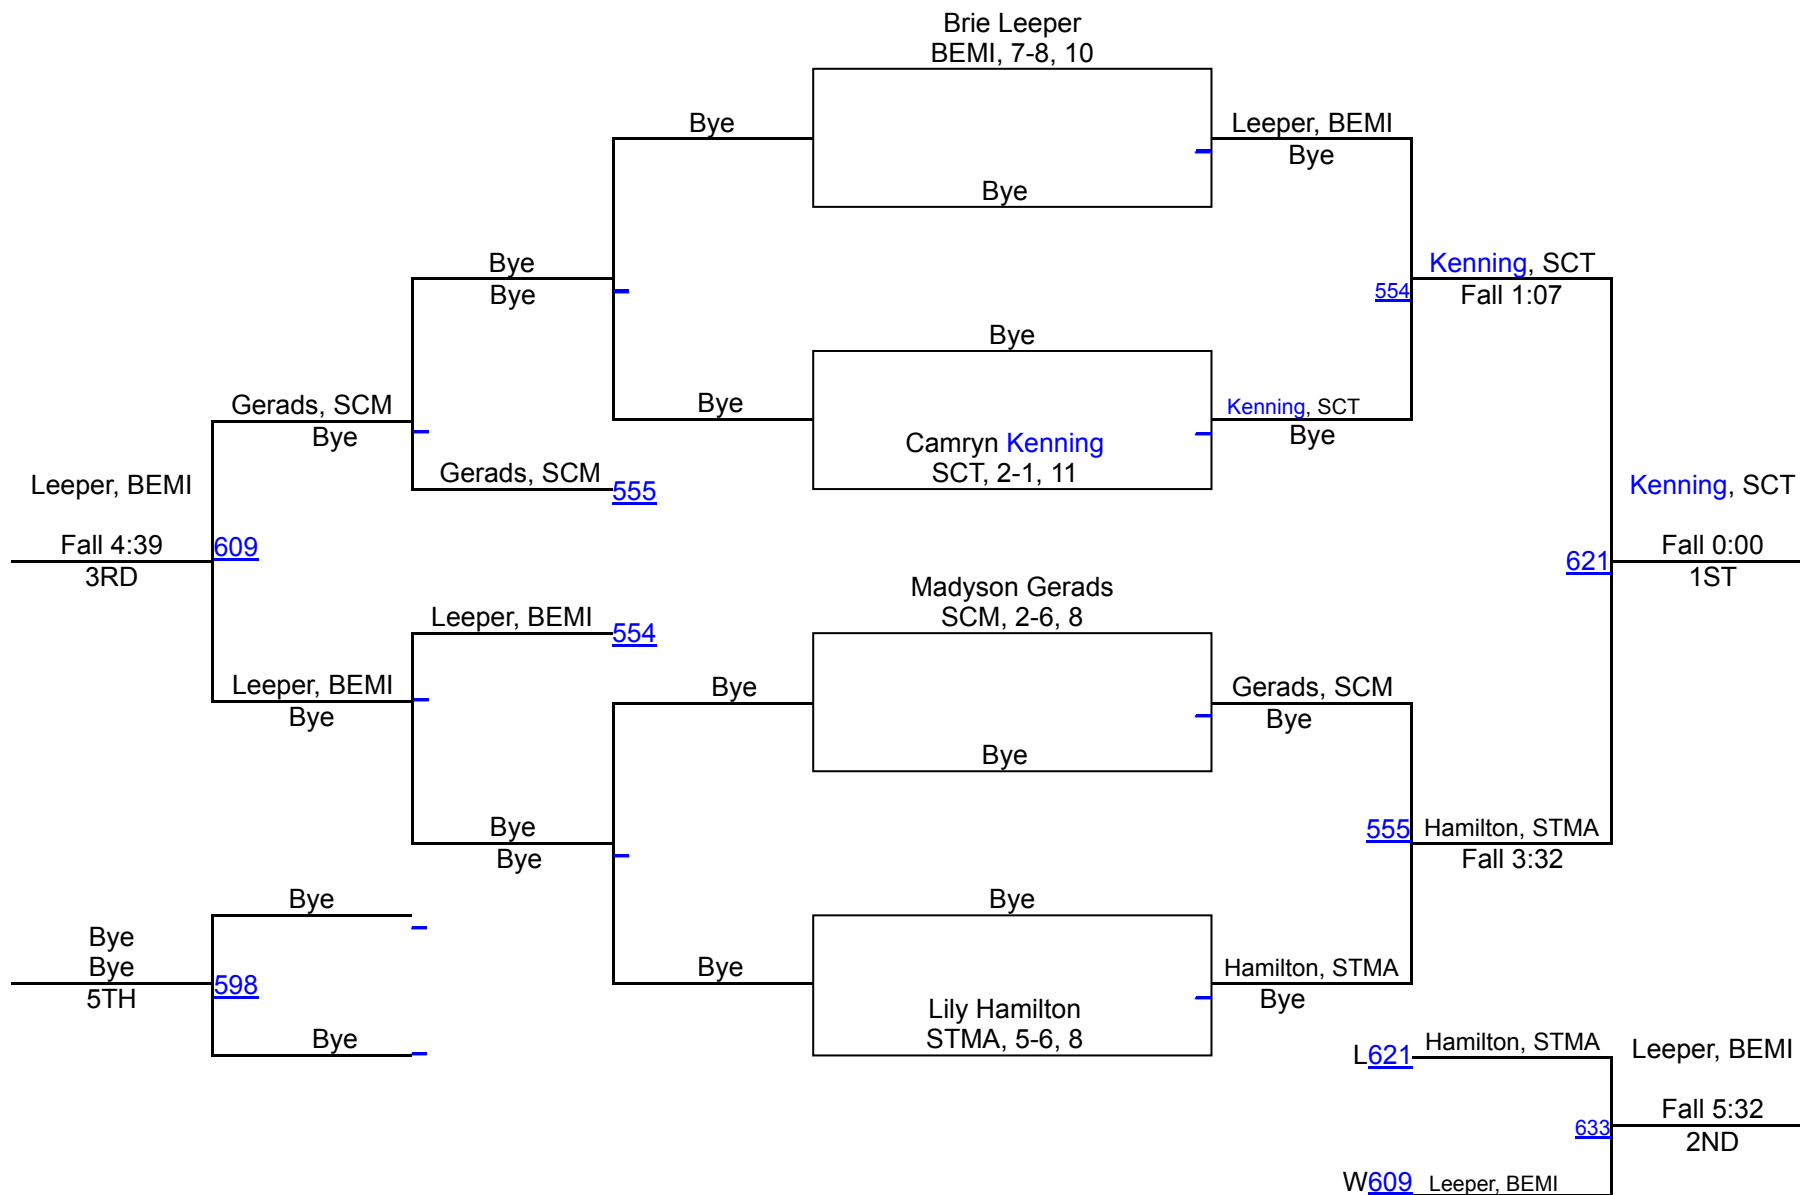 Brie Leeper
BEMI, 7-8, 10
Bye
Leeper, BEMI
Bye
Bye
Bye
Bye
Kenning, SCT
554
Fall 1:07
Bye
Bye
Kenning, SCT
Bye
Camryn Kenning
SCT, 2-1, 11
Gerads, SCM
Bye
Gerads, SCM
555
Leeper, BEMI
Fall 4:39
3RD
609
Kenning, SCT
621
Fall 0:00
1ST
Madyson Gerads
SCM, 2-6, 8
Leeper, BEMI
554
Leeper, BEMI
Bye
Bye
Gerads, SCM
Bye
Bye
Bye
Bye
555
Hamilton, STMA
Fall 3:32
Bye
Bye
Bye
Bye
5TH
598
Bye
Bye
Hamilton, STMA
Bye
Lily Hamilton
STMA, 5-6, 8
L621
Hamilton, STMA
Leeper, BEMI
Fall 5:32
633
2ND
W609
Leeper, BEMI